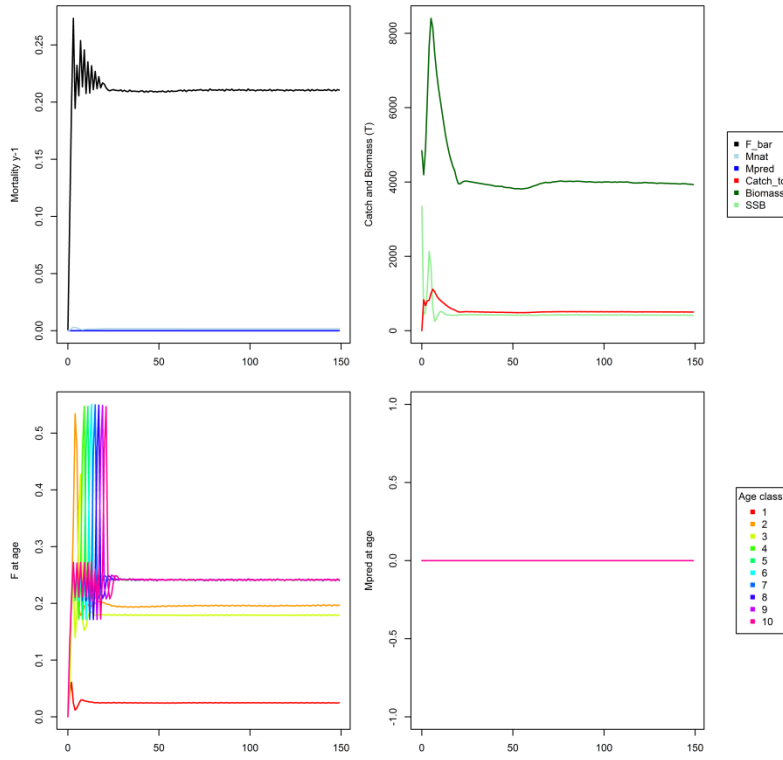 Mortality y-1
0.00 0.05 0.10 0.15 0.20 0.25
0 50 100 150
Catch and Biomass (T)
0 2000 4000 6000 8000
0 50 100 150
F_bar
Mnat
Mpred
Catch_to
Biomass
SSB
F at age
0.0 0.1 0.2 0.3 0.4 0.5
0 50 100 150
Mpred at age
-1.0 -0.5 0.0 0.5 1.0
0 50 100 150
Age class
1
2
3
4
5
6
7
8
9
10